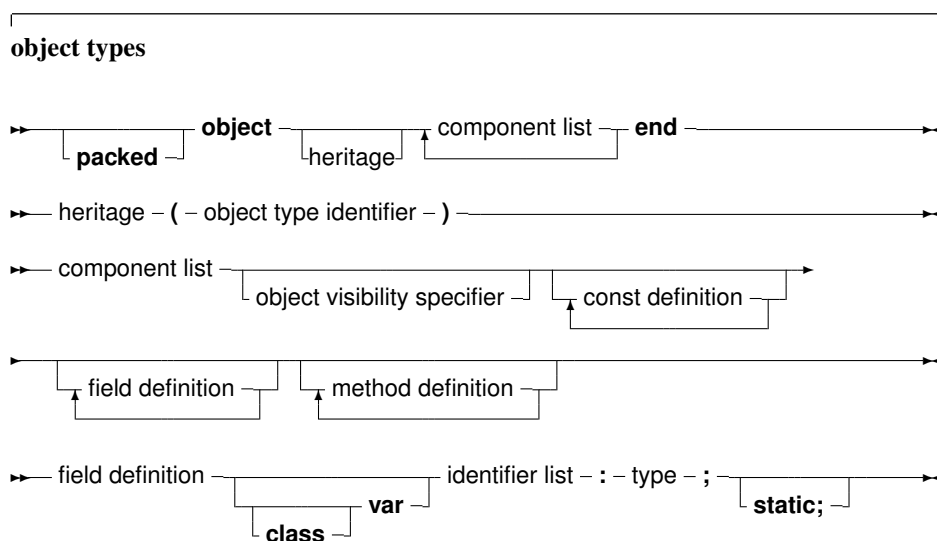 object types
object component list end
packed heritage
heritage ( object type identifier )
component list
object visibility specifier const definition
field definition method definition
field definition identifier list : type ;
var static;
class